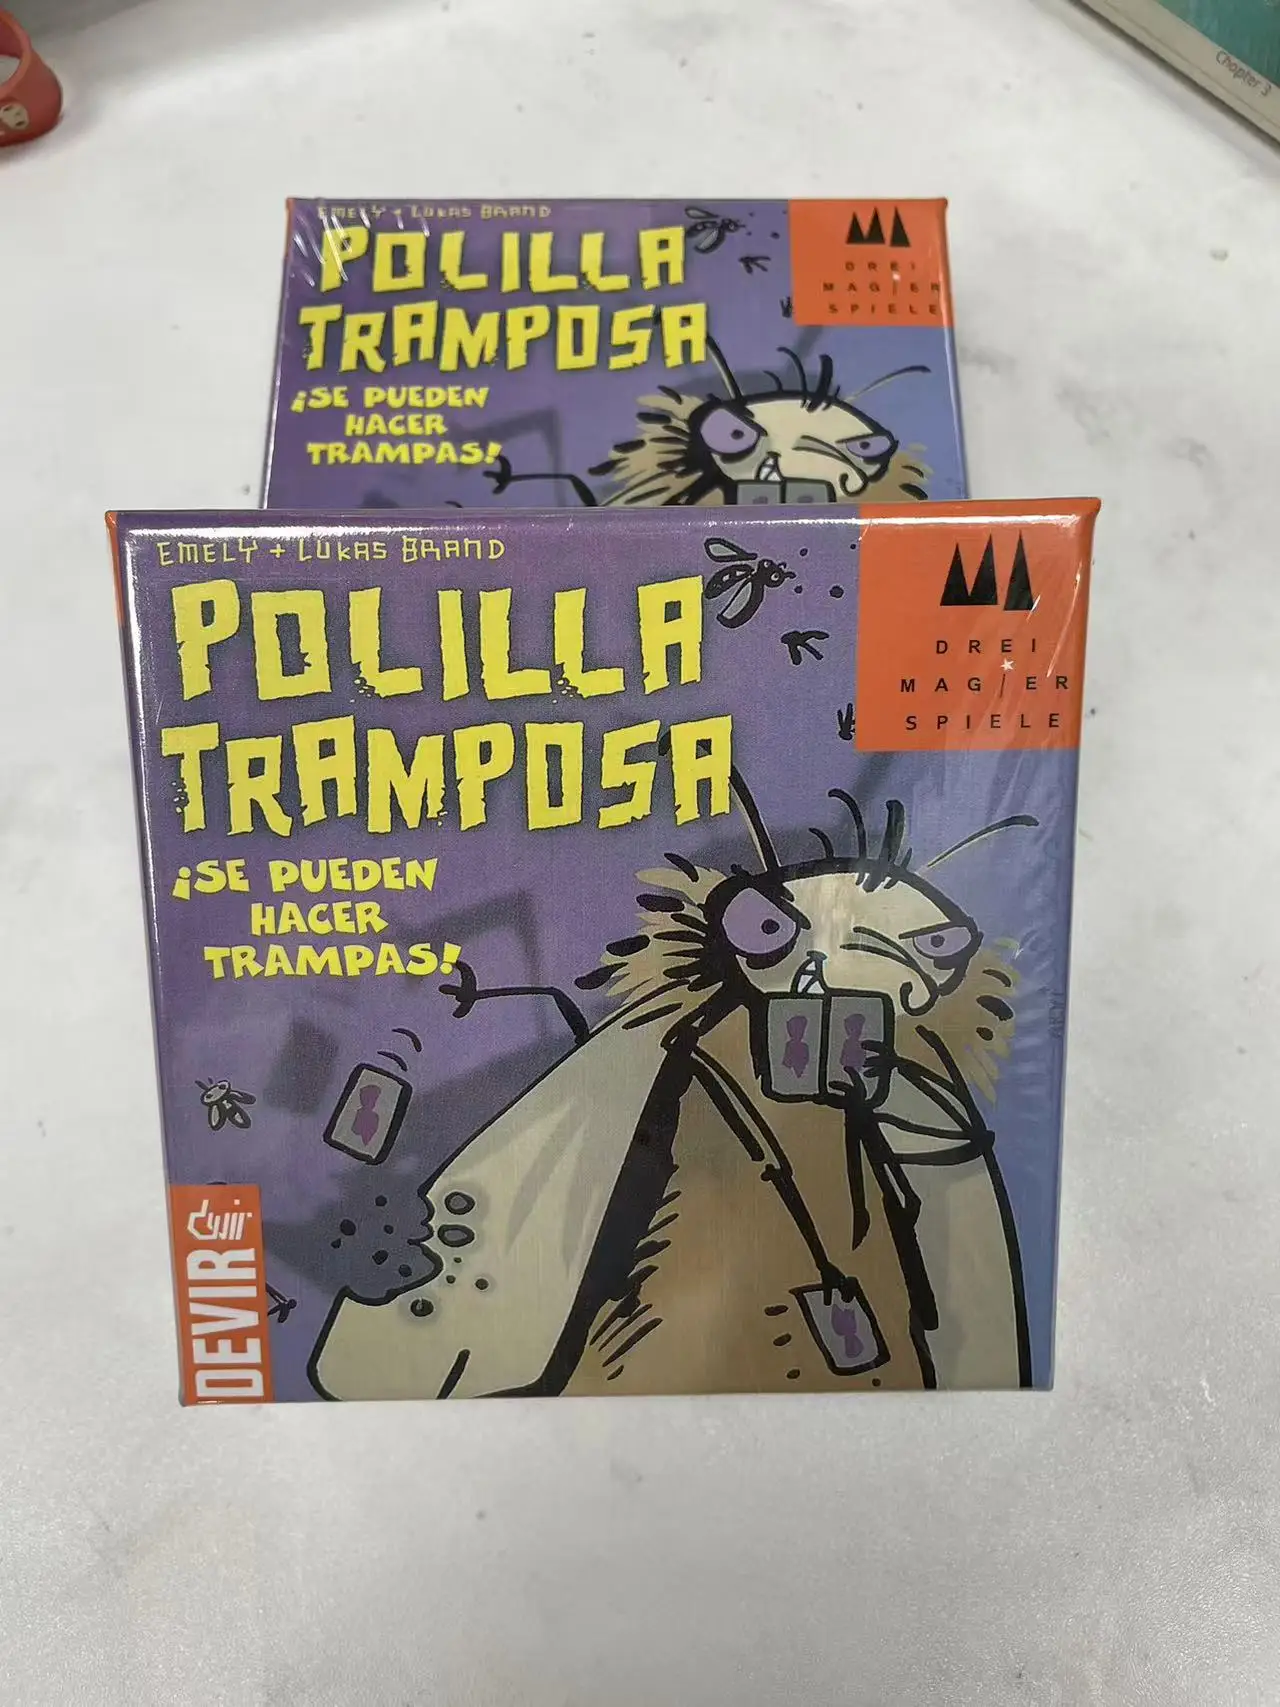 Chapter 3
EMELY + LUKAS BRAND
POLILLA
TRAMPOSA
¡SE PUEDEN
HACER
TRAMPAS!
DREI
MAGIER
SPIELE
EMELY + LUKAS BRAND
POLILLA
TRAMPOSA
¡SE PUEDEN
HACER
TRAMPAS!
DREI
MAGIER
SPIELE
devir
DEVIR